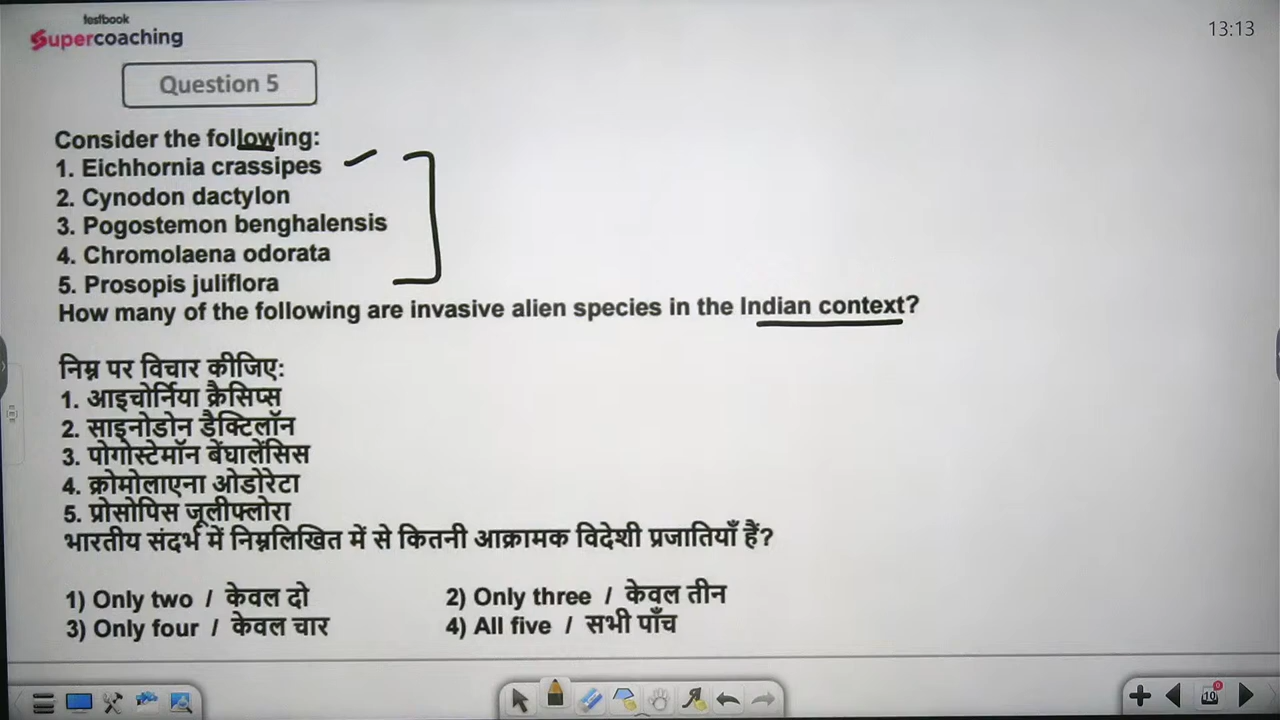 testbook
Supercoaching
13:13
Question 5
Consider the following:
1. Eichhornia crassipes
2. Cynodon dactylon
3. Pogostemon benghalensis
4. Chromolaena odorata
5. Prosopis juliflora
How many of the following are invasive alien species in the Indian context?
निम्न पर विचार कीजिए:
1. आइचोर्निया क्रैसिप्स
2. साइनोडोन डैक्टिलॉन
3. पोगोस्टेमॉन बेंघालेंसिस
4. क्रोमोलाएना ओडोरेटा
5. प्रोसोपिस जूलीफ्लोरा
भारतीय संदर्भ में निम्नलिखित में से कितनी आक्रामक विदेशी प्रजातियाँ हैं?
1) Only two / केवल दो
2) Only three / केवल तीन
3) Only four / केवल चार
4) All five / सभी पाँच
10